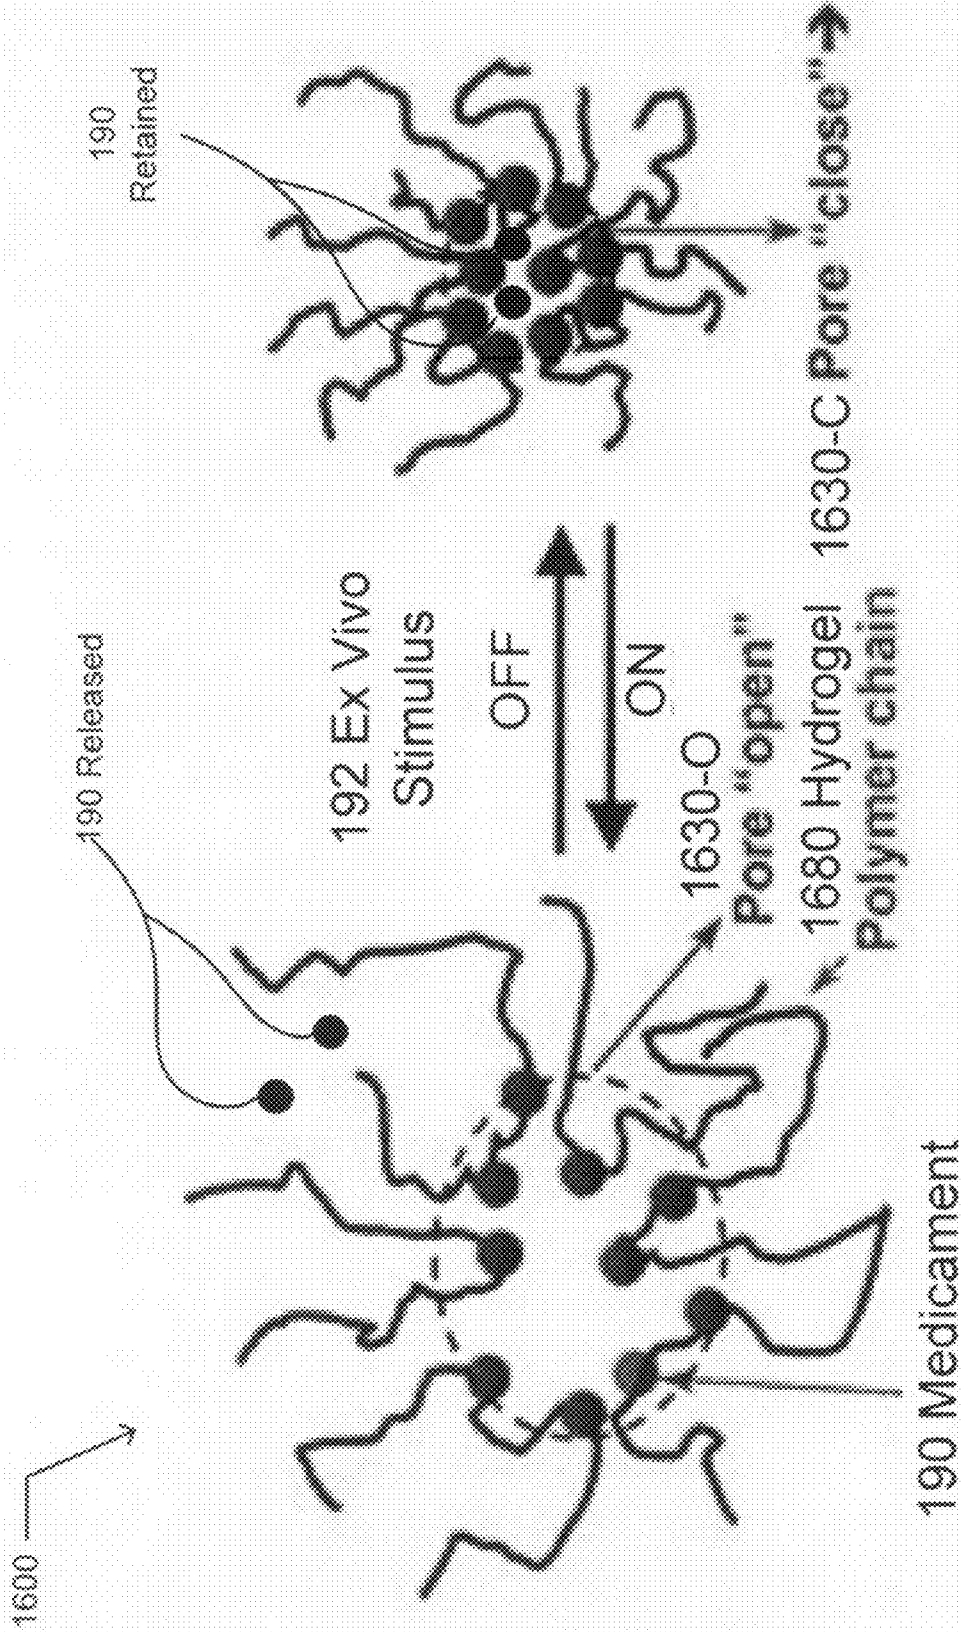 1600
190 Released
190
Retained
192 Ex Vivo
Stimulus
OFF
ON
1630-O
Pore "open"
1680 Hydrogel
Polymer chain
1630-C Pore "close"
190 Medicament